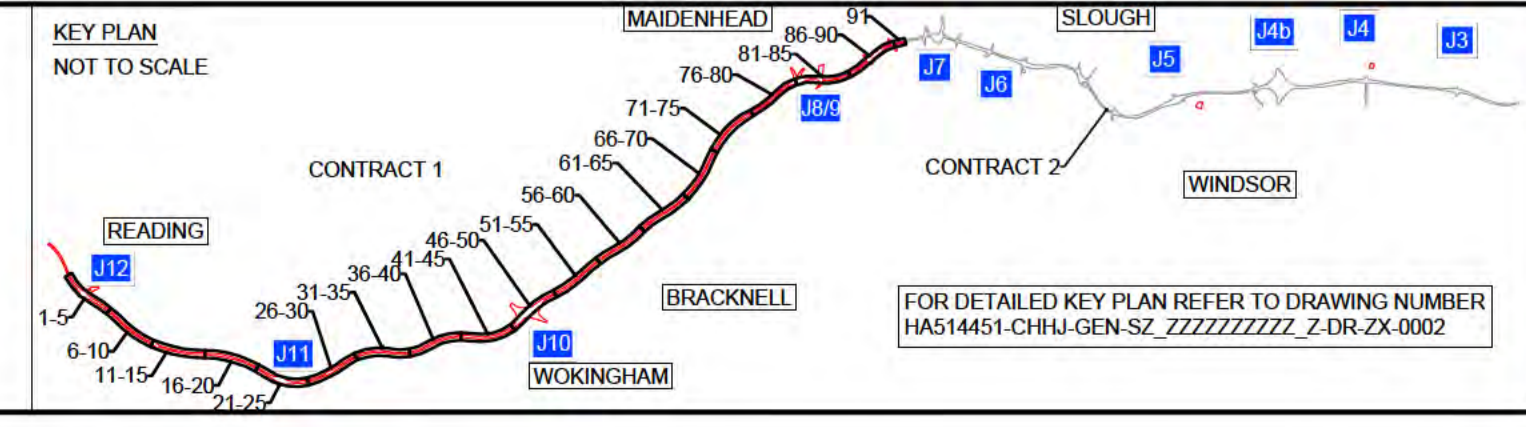 KEY PLAN
NOT TO SCALE
MAIDENHEAD
91
SLOUGH
86-90
81-85
76-80
J7
J6
J5
J4b
J4
J3
J8/9
71-75
66-70
61-65
CONTRACT 1
CONTRACT 2
WINDSOR
56-60
51-55
46-50
41-45
36-40
31-35
26-30
READING
J12
1-5
6-10
11-15
16-20
21-25
J11
J10
WOKINGHAM
BRACKNELL
FOR DETAILED KEY PLAN REFER TO DRAWING NUMBER
HA514451-CHHJ-GEN-SZ_ZZZZZZZZZZ_Z-DR-ZX-0002